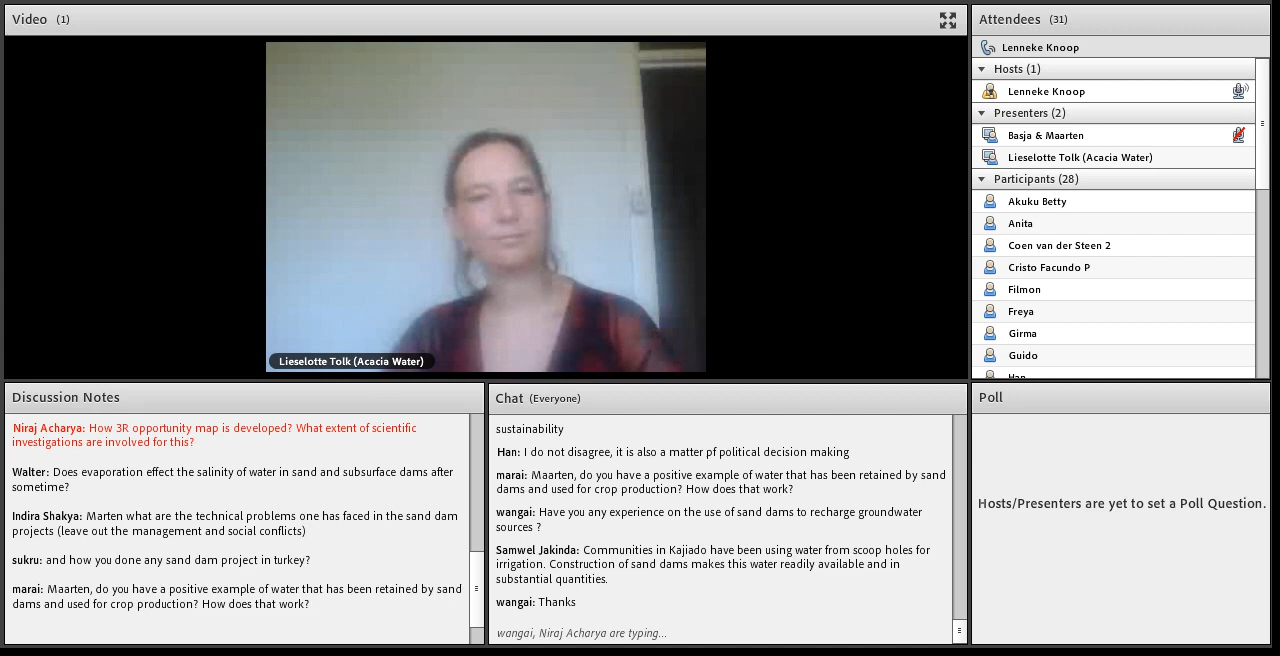 Video (1)
Lieselotte Tolk (Acacia Water)
Attendees (31)
Lenneke Knoop
Hosts (1)
Lenneke Knoop
Presenters (2)
Basja & Maarten
Lieselotte Tolk (Acacia Water)
Participants (28)
Akuku Betty
Anita
Coen van der Steen 2
Cristo Facundo P
Filmon
Freya
Girma
Guido
Han
Discussion Notes
Niraj Acharya: How 3R opportunity map is developed? What extent of scientific
investigations are involved for this?
Walter: Does evaporation effect the salinity of water in sand and subsurface dams after
sometime?
Indira Shakya: Marten what are the technical problems one has faced in the sand dam
projects (leave out the management and social conflicts)
sukru: and how you done any sand dam project in turkey?
marai: Maarten, do you have a positive example of water that has been retained by sand
dams and used for crop production? How does that work?
Chat (Everyone)
sustainability
Han: I do not disagree, it is also a matter pf political decision making
marai: Maarten, do you have a positive example of water that has been retained by sand
dams and used for crop production? How does that work?
wangai: Have you any experience on the use of sand dams to recharge groundwater
sources ?
Samwel Jakinda: Communities in Kajiado have been using water from scoop holes for
irrigation. Construction of sand dams makes this water readily available and in
substantial quantities.
wangai: Thanks
wangai, Niraj Acharya are typing...
Poll
Hosts/Presenters are yet to set a Poll Question.